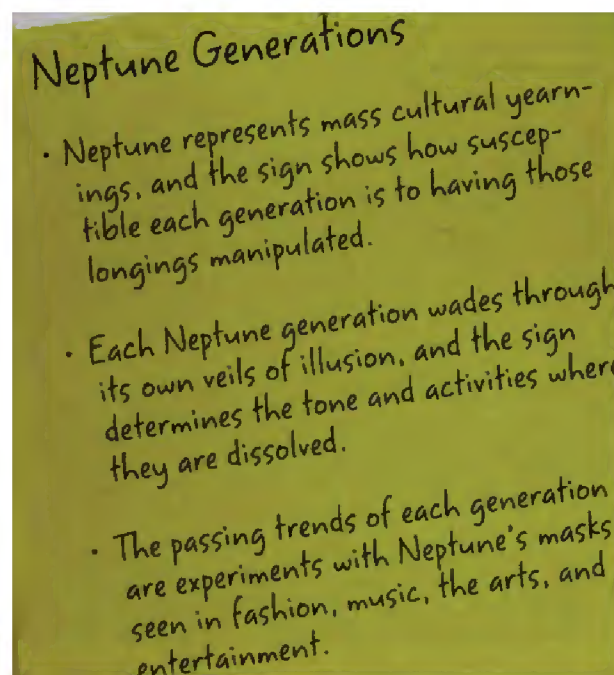 Neptune Generations
· Neptune represents mass cultural yearn-
ings, and the sign shows how suscep-
tible each generation is to having those
longings manipulated.
· Each Neptune generation wades through
its own veils of illusion, and the sign
determines the tone and activities where
they are dissolved.
· The passing trends of each generation
are experiments with Neptune's masks
seen in fashion, music, the arts, and
entertainment.